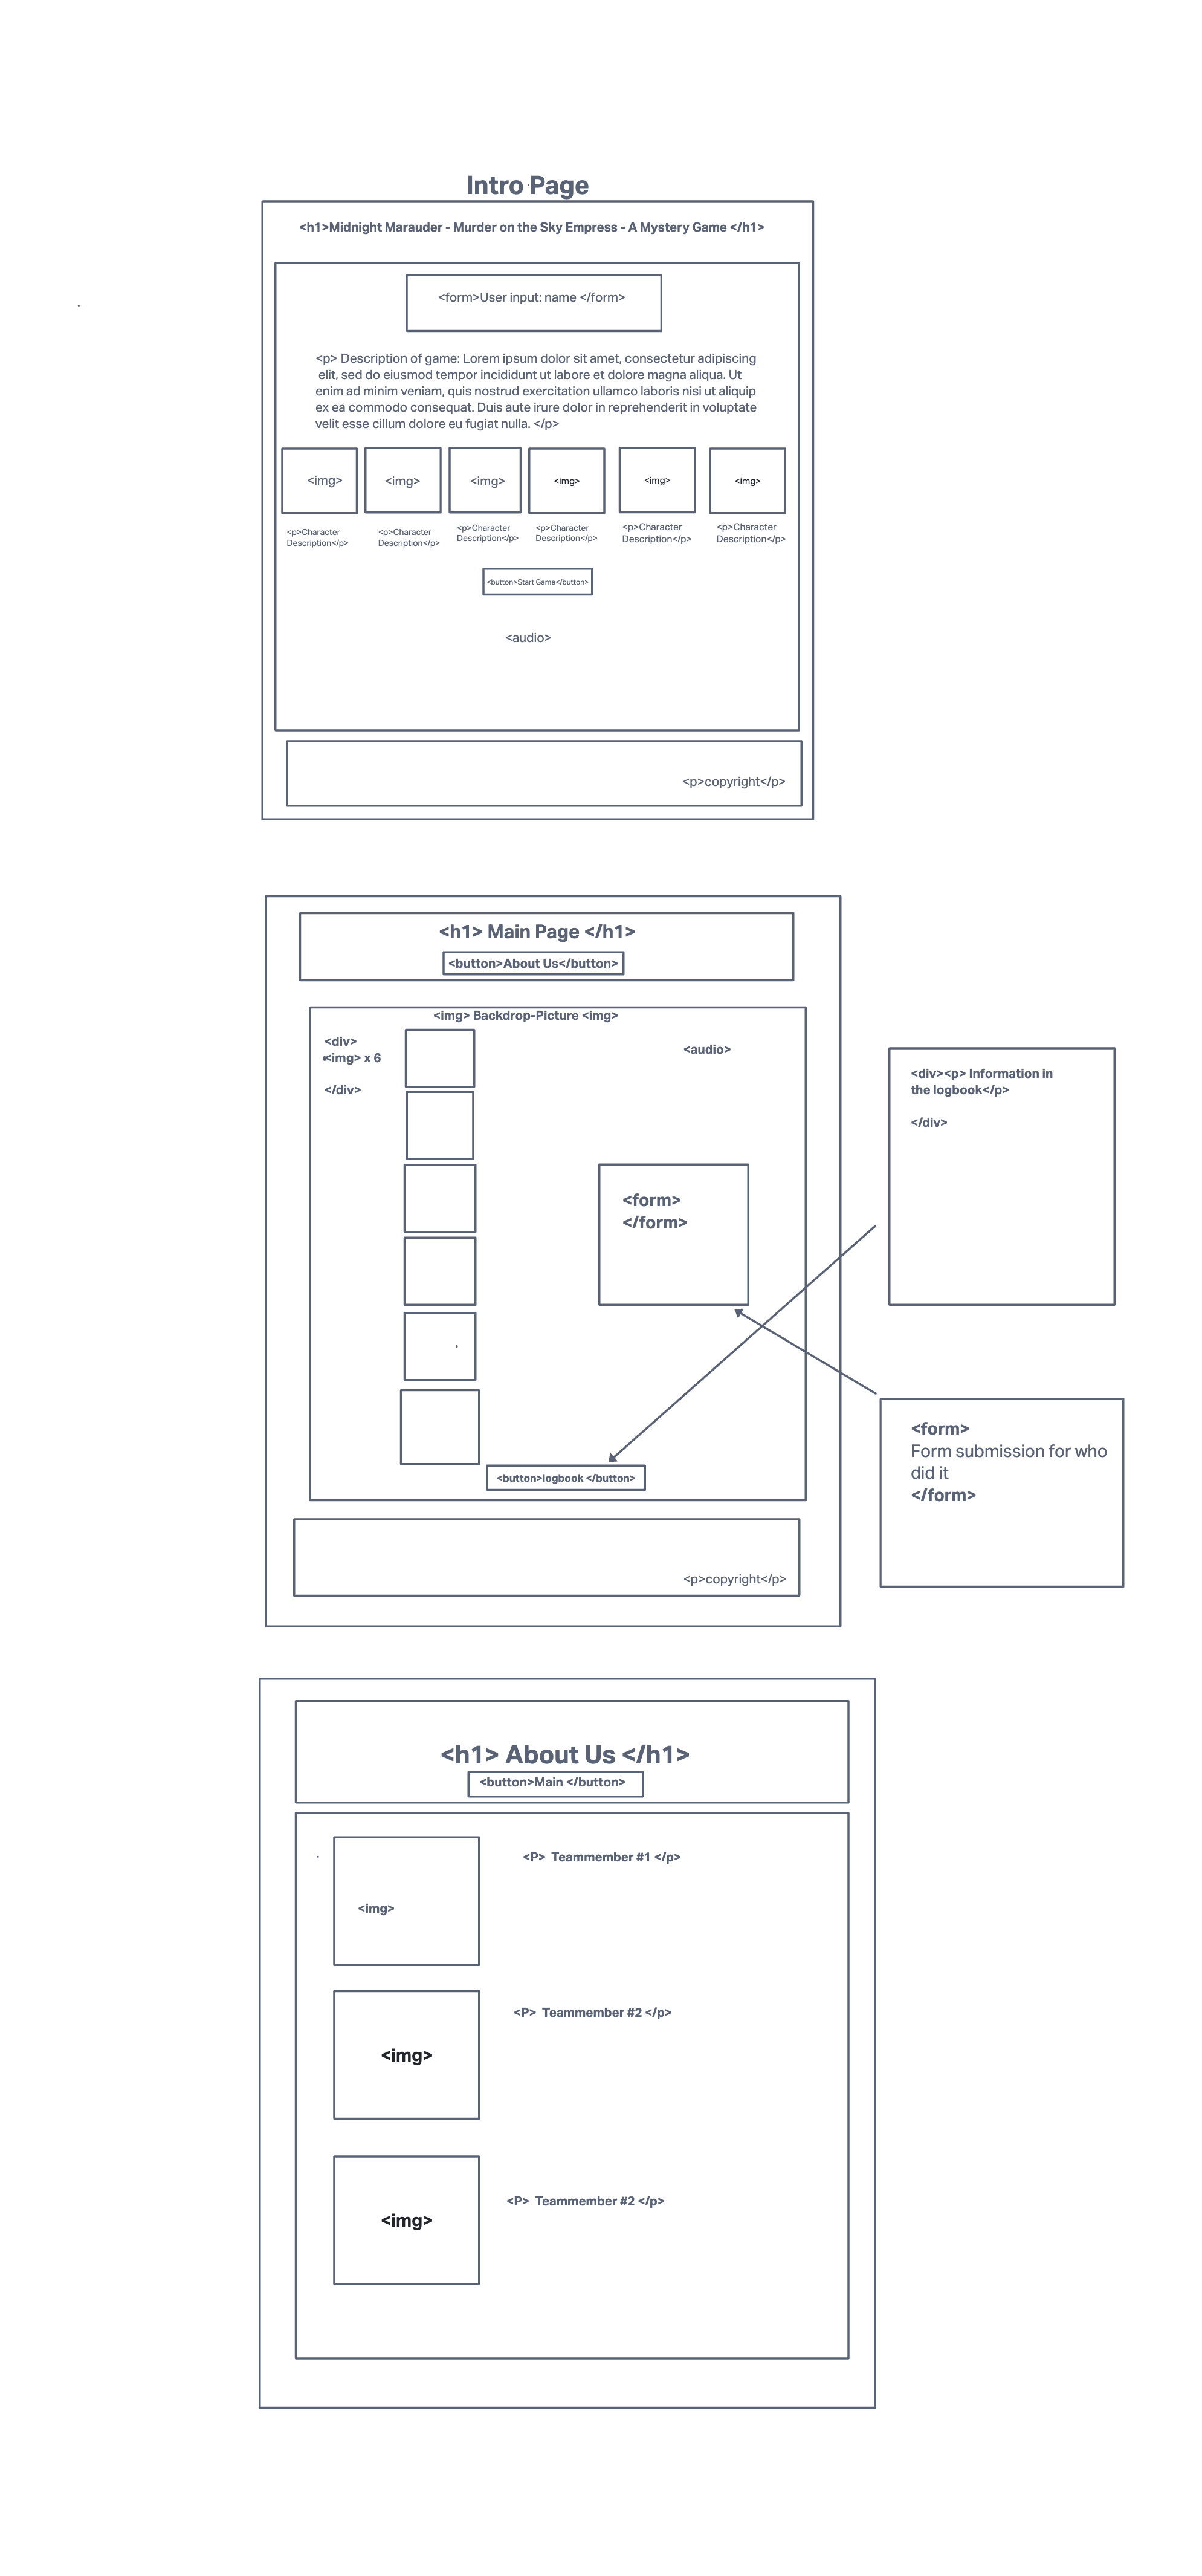 Intro Page
<h1>Midnight Marauder - Murder on the Sky Empress - A Mystery Game </h1>
<form>User input: name </form>
<p> Description of game: Lorem ipsum dolor sit amet, consectetur adipiscing
elit, sed do eiusmod tempor incididunt ut labore et dolore magna aliqua. Ut
enim ad minim veniam, quis nostrud exercitation ullamco laboris nisi ut aliquip
ex ea commodo consequat. Duis aute irure dolor in reprehenderit in voluptate
velit esse cillum dolore eu fugiat nulla. </p>
<img>
<img>
<img>
<img>
<img>
<img>
<p>Character
Description</p>
<p>Character
Description</p>
<p>Character
Description</p>
<p>Character
Description</p>
<p>Character
Description</p>
<p>Character
Description</p>
<button>Start Game</button>
<audio>
<p>copyright</p>
<h1> Main Page </h1>
<button>About Us</button>
<img> Backdrop-Picture <img>
<div>
<img> x 6
</div>
<audio>
<div><p> Information in
the logbook</p>
</div>
<form>
</form>
<form>
Form submission for who
did it
</form>
<button>logbook </button>
<p>copyright</p>
<h1> About Us </h1>
<button>Main </button>
<P> Teammember #1 </p>
<img>
<P> Teammember #2 </p>
<img>
<P> Teammember #2 </p>
<img>